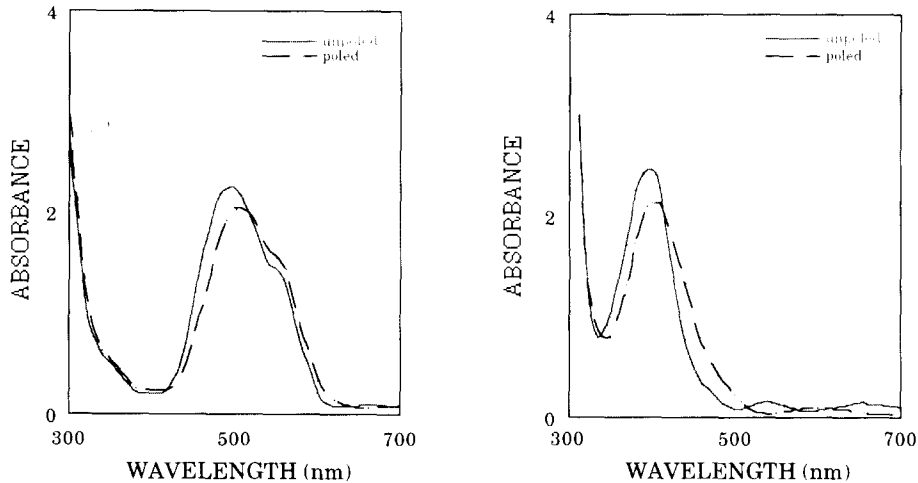 4
unpoled
poled
ABSORBANCE
2
0
300
500
700
WAVELENGTH (nm)
4
unpoled
poled
ABSORBANCE
2
0
300
500
700
WAVELENGTH (nm)